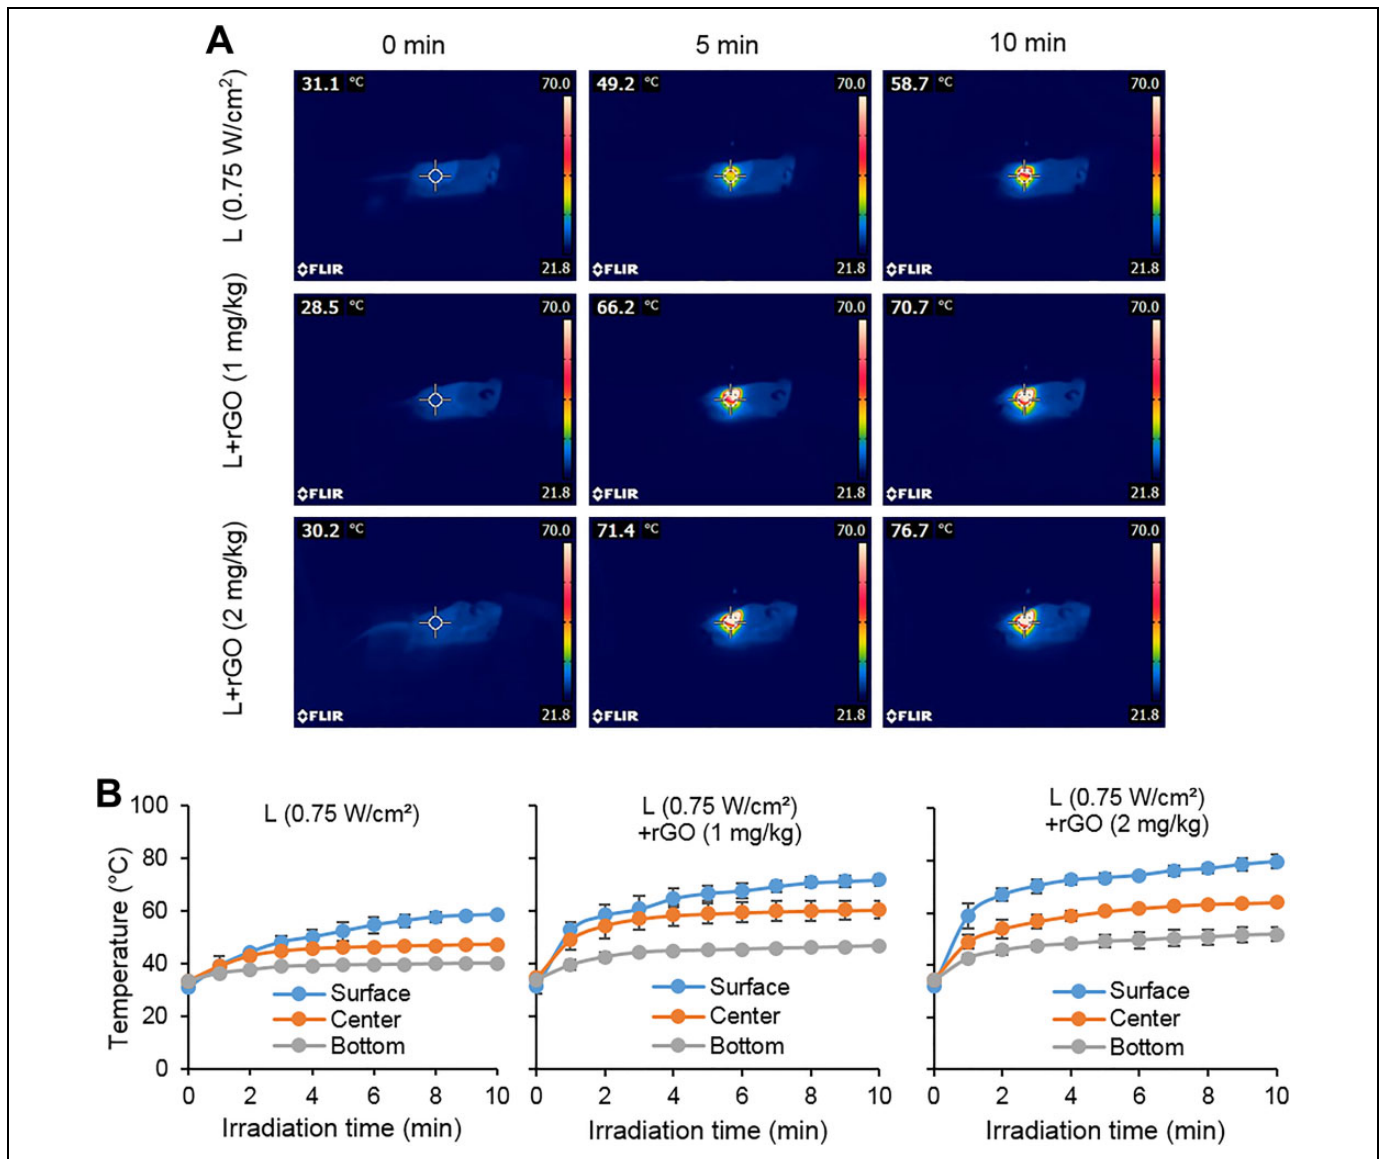 A
0 min
5 min
10 min
L (0.75 W/cm²)
31.1 °C
70.0
21.8
FLIR
49.2 °C
70.0
21.8
FLIR
58.7 °C
70.0
21.8
FLIR
L+rGO (1 mg/kg)
28.5 °C
70.0
21.8
FLIR
66.2 °C
70.0
21.8
FLIR
70.7 °C
70.0
21.8
FLIR
L+rGO (2 mg/kg)
30.2 °C
70.0
21.8
FLIR
71.4 °C
70.0
21.8
FLIR
76.7 °C
70.0
21.8
FLIR
B
Temperature (°C)
100
80
60
40
20
0
L (0.75 W/cm²)
Surface
Center
Bottom
0 2 4 6 8 10
Irradiation time (min)
L (0.75 W/cm²)
+rGO (1 mg/kg)
Surface
Center
Bottom
0 2 4 6 8 10
Irradiation time (min)
L (0.75 W/cm²)
+rGO (2 mg/kg)
Surface
Center
Bottom
0 2 4 6 8 10
Irradiation time (min)